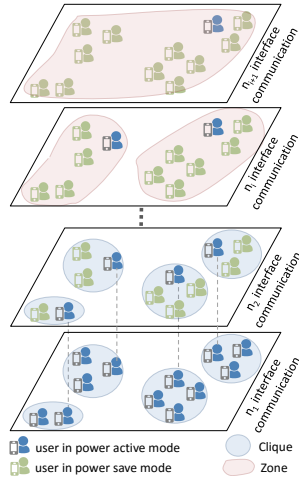 n_{i+1} interface
communication
n_i interface
communication
n_2 interface
communication
n_1 interface
communication
user in power active mode
user in power save mode
Clique
Zone